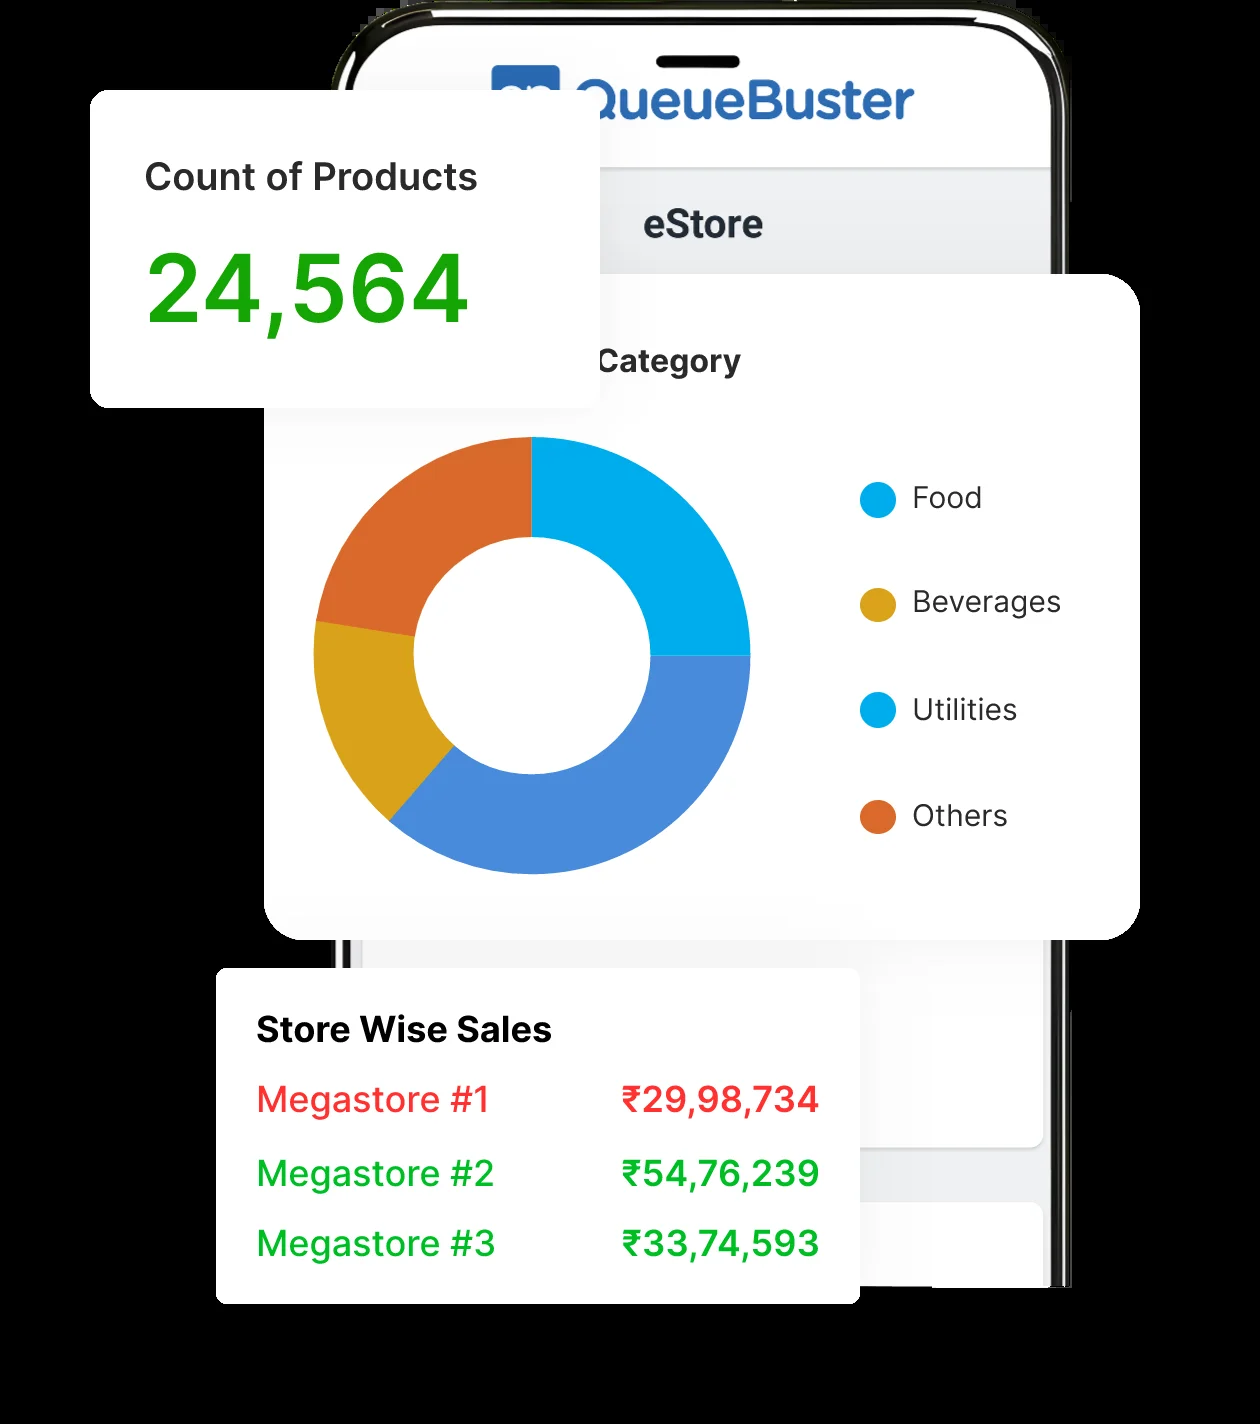 QueueBuster
Count of Products
24,564
eStore
Category
Food
Beverages
Utilities
Others
Store Wise Sales
Megastore #1 ₹29,98,734
Megastore #2 ₹54,76,239
Megastore #3 ₹33,74,593